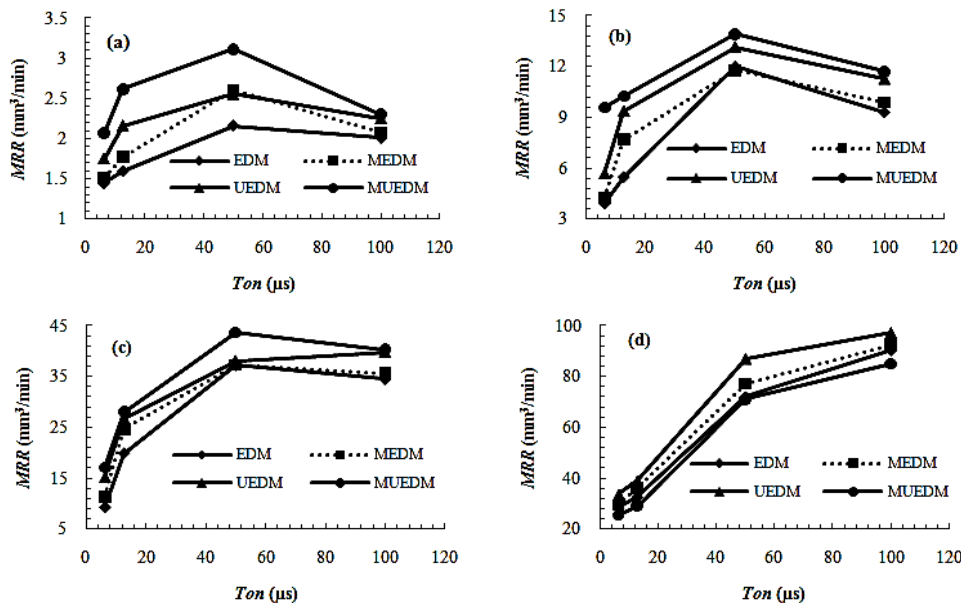 (a)
MRR (mm³/min)
3.5
3
2.5
2
1.5
1
EDM
MEDM
UEDM
MUEDM
0 20 40 60 80 100 120
Ton (µs)
(b)
MRR (mm³/min)
15
12
9
6
3
EDM
MEDM
UEDM
MUEDM
0 20 40 60 80 100 120
Ton (µs)
(c)
MRR (mm³/min)
45
35
25
15
5
EDM
MEDM
UEDM
MUEDM
0 20 40 60 80 100 120
Ton (µs)
(d)
MRR (mm³/min)
100
80
60
40
20
EDM
MEDM
UEDM
MUEDM
0 20 40 60 80 100 120
Ton (µs)